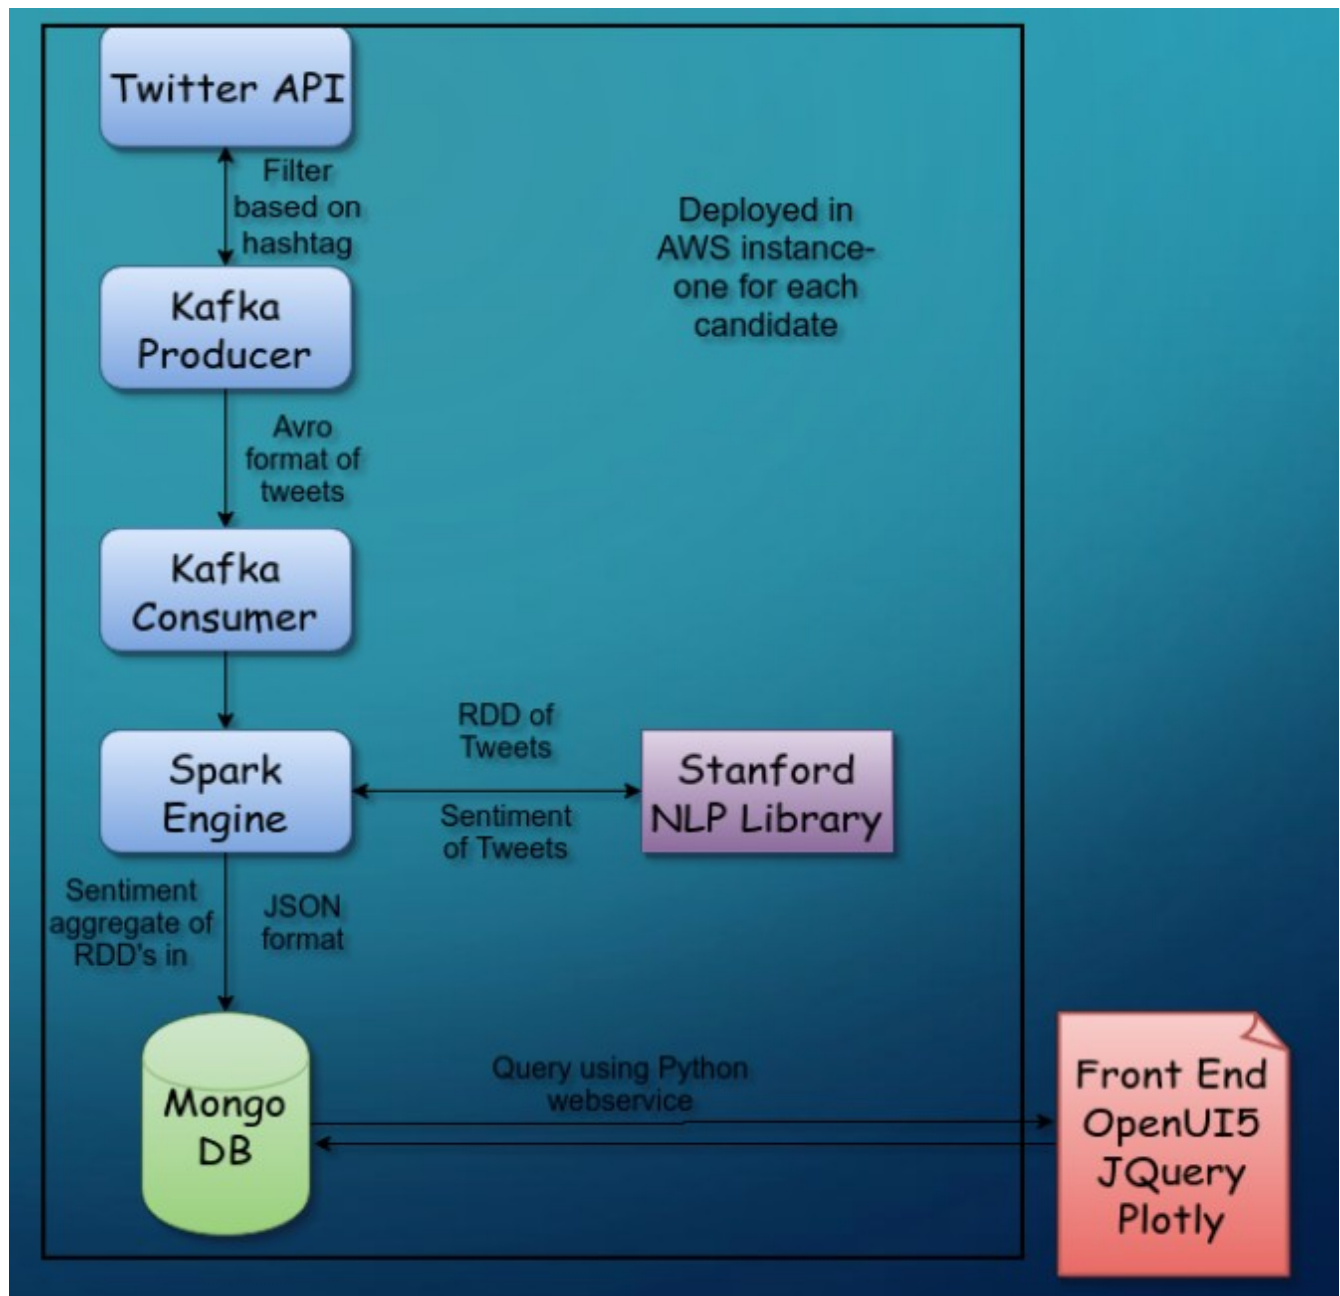 Twitter API
Filter
based on
hashtag
Deployed in
AWS instance-
one for each
candidate
Kafka
Producer
Avro
format of
tweets
Kafka
Consumer
RDD of
Tweets
Spark
Engine
Sentiment
of Tweets
Stanford
NLP Library
Sentiment
aggregate of
RDD's in
JSON
format
Mongo
DB
Query using Python
webservice
Front End
OpenUI5
JQuery
Plotly